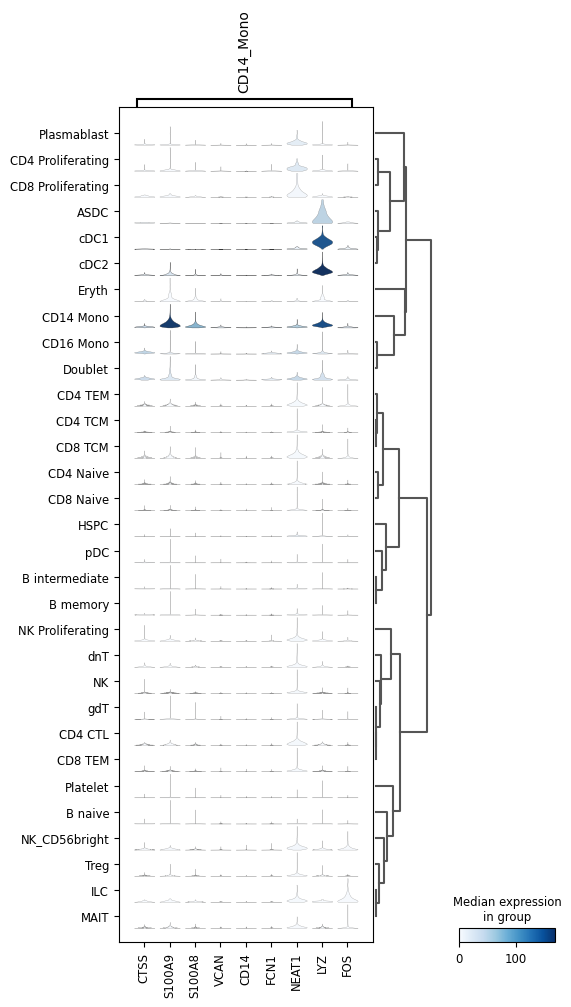 CD14_Mono
Plasmablast
CD4 Proliferating
CD8 Proliferating
ASDC
cDC1
cDC2
Eryth
CD14 Mono
CD16 Mono
Doublet
CD4 TEM
CD4 TCM
CD8 TCM
CD4 Naive
CD8 Naive
HSPC
pDC
B intermediate
B memory
NK Proliferating
dnT
NK
gdT
CD4 CTL
CD8 TEM
Platelet
B naive
NK_CD56bright
Treg
ILC
MAIT
CTSS
S100A9
S100A8
VCAN
CD14
FCN1
NEAT1
LYZ
FOS
Median expression
in group
0 100